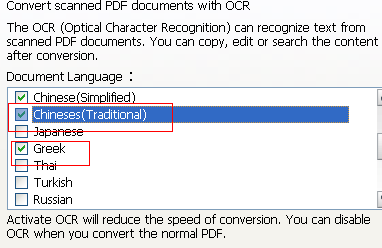 Convert scanned PDF documents with OCR
The OCR (Optical Character Recognition) can recognize text from
scanned PDF documents. You can copy, edit or search the content
after conversion.
Document Language：
Chinese(Simplified)
Chineses(Traditional)
Japanese
Greek
Thai
Turkish
Russian
Activate OCR will reduce the speed of conversion. You can disable
OCR when you convert the normal PDF.